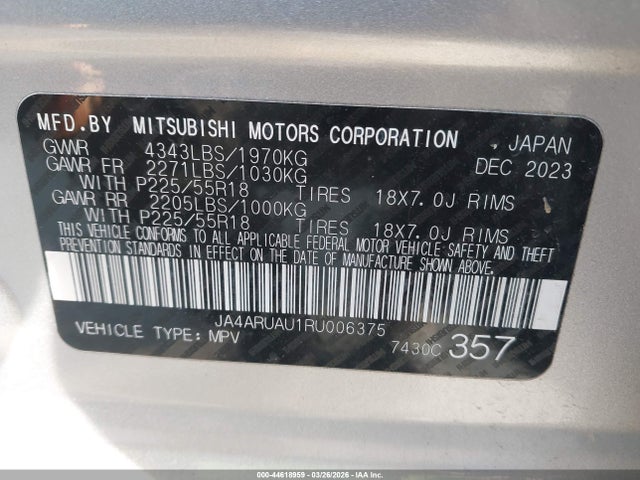 MFD.BY MITSUBISHI MOTORS CORPORATION, JAPAN
GVWR 4343LBS/1970KG DEC 2023
GAWR FR 2271LBS/1030KG
WITH P225/55R18 TIRES 18X7.0J RIMS
GAWR RR 2205LBS/1000KG
WITH P225/55R18 TIRES 18X7.0J RIMS
THIS VEHICLE CONFORMS TO ALL APPLICABLE FEDERAL MOTOR VEHICLE SAFETY AND THEFT
PREVENTION STANDARDS IN EFFECT ON THE DATE OF MANUFACTURE SHOWN ABOVE.
JA4ARUAU1RU006375
VEHICLE TYPE: MPV 7430C 357
000-44618959 - 03/26/2026 - IAAI INC.